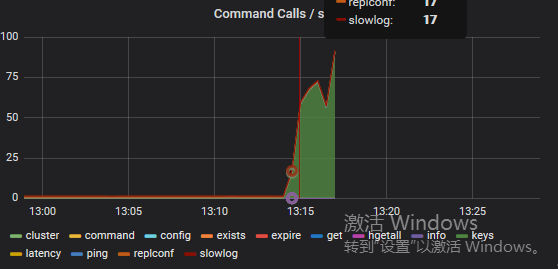 replconf: 17
Command Calls / s
slowlog: 17
100
75
50
25
0
13:00 13:05 13:10 13:15 13:20 13:25
激活 Windows
cluster command config exists expire get hgetall info keys
转到"设置"以激活 Windows。
latency ping replconf slowlog